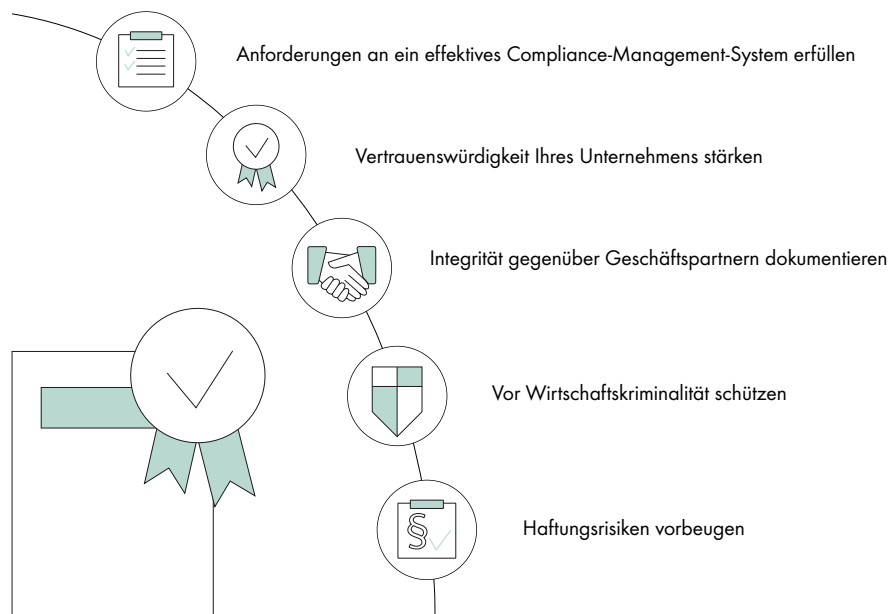 Anforderungen an ein effektives Compliance-Management-System erfüllen
Vertrauenswürdigkeit Ihres Unternehmens stärken
Integrität gegenüber Geschäftspartnern dokumentieren
Vor Wirtschaftskriminalität schützen
§
Haftungsrisiken vorbeugen